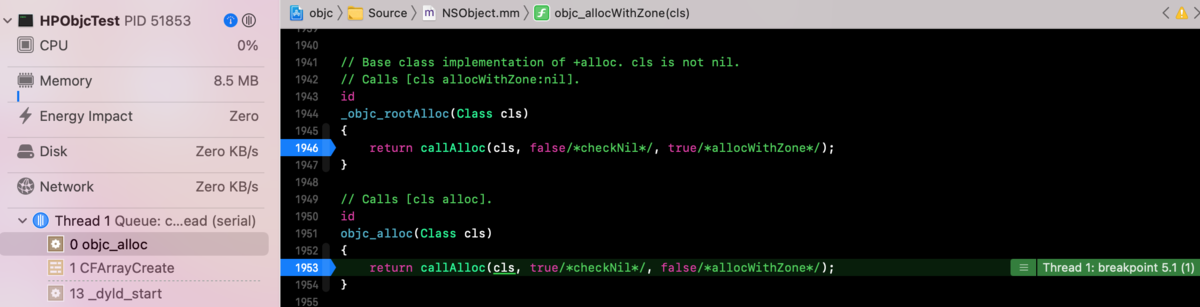 HPObjcTest PID 51853
CPU 0%
Memory 8.5 MB
Energy Impact Zero
Disk Zero KB/s
Network Zero KB/s
Thread 1 Queue: c...ead (serial)
0 objc_alloc
1 CFArrayCreate
13 _dyld_start
objc > Source > m NSObject.mm > f objc_allocWithZone(cls)
1939
1940
1941 // Base class implementation of +alloc. cls is not nil.
1942 // Calls [cls allocWithZone:nil].
1943 id
1944 _objc_rootAlloc(Class cls)
1945 {
1946 return callAlloc(cls, false/*checkNil*/, true/*allocWithZone*/);
1947 }
1948
1949 // Calls [cls alloc].
1950 id
1951 objc_alloc(Class cls)
1952 {
1953 return callAlloc(cls, true/*checkNil*/, false/*allocWithZone*/); Thread 1: breakpoint 5.1 (1)
1954 }
1955